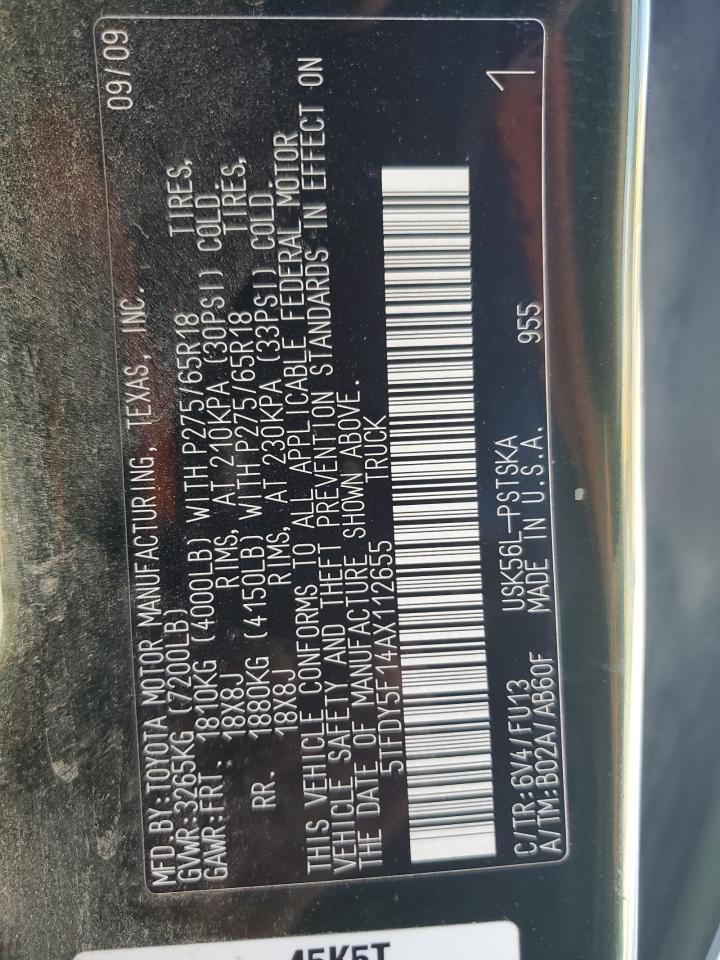 MFD.BY:TOYOTA MOTOR MANUFACTURING, TEXAS, INC. 09/09
GVWR:3265KG (7200LB)
GAWR:FRT. 1810KG (4000LB) WITH P275/65R18 TIRES,
18X8J RIMS, AT 210KPA (30PSI) COLD.
RR. 1880KG (4150LB) WITH P275/65R18 TIRES,
18X8J RIMS, AT 230KPA (33PSI) COLD.
THIS VEHICLE CONFORMS TO ALL APPLICABLE FEDERAL MOTOR
VEHICLE SAFETY AND THEFT PREVENTION STANDARDS IN EFFECT ON
THE DATE OF MANUFACTURE SHOWN ABOVE.
5TFDY5F14AX112655 TRUCK
1
C/TR:6V4/FU13 USK56L-PSTSKA 955
A/TM:B02A/AB60F MADE IN U.S.A.
45K5T